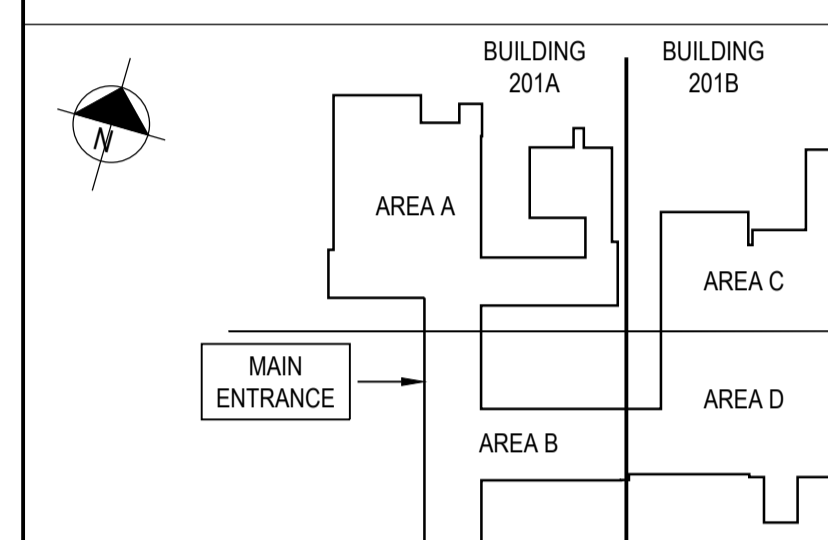 BUILDING
201A
BUILDING
201B
N
AREA A
AREA C
MAIN
ENTRANCE
AREA D
AREA B